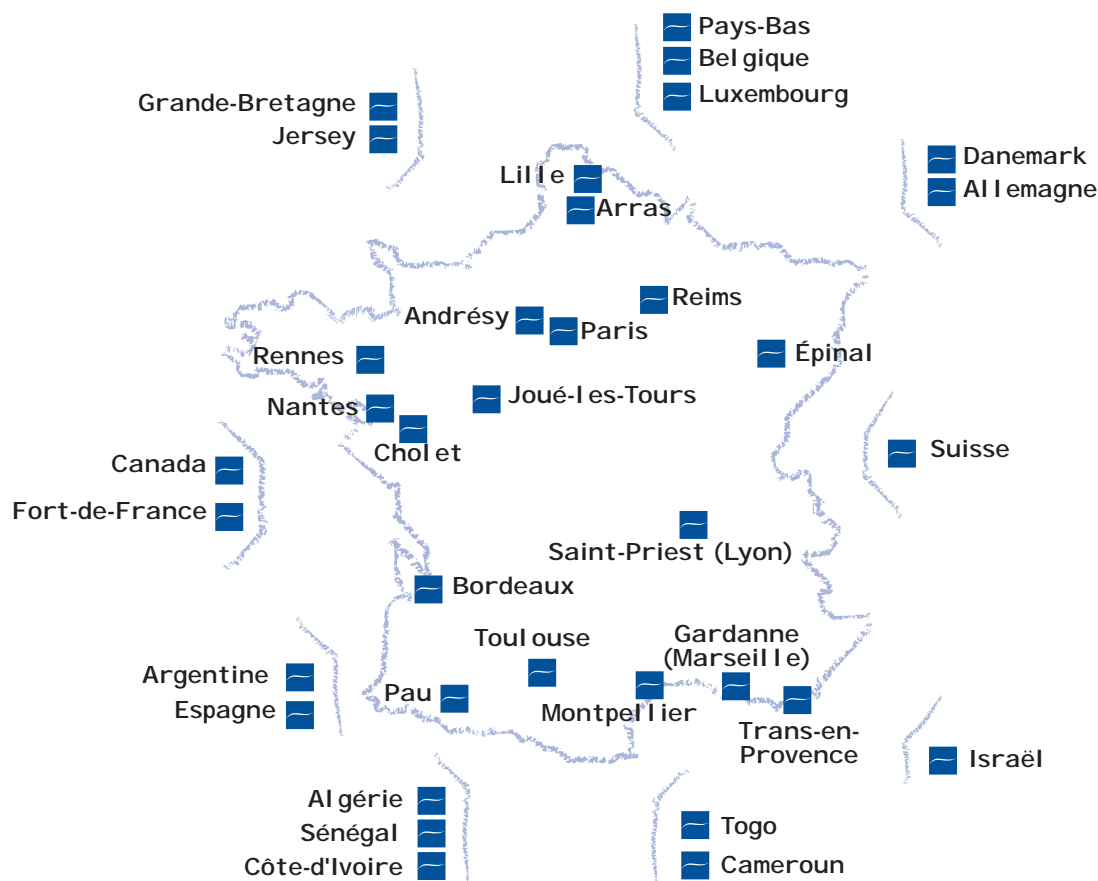 Pays-Bas
Belgique
Luxembourg
Grande-Bretagne
Jersey
Danemark
Allemagne
Lille
Arras
Reims
Andrésy
Paris
Épinal
Rennes
Joué-les-Tours
Nantes
Cholet
Suisse
Canada
Fort-de-France
Saint-Priest (Lyon)
Bordeaux
Toulouse
Gardanne
(Marseille)
Argentine
Espagne
Pau
Montpellier
Trans-en-
Provence
Israël
Algérie
Sénégal
Côte-d'Ivoire
Togo
Cameroun